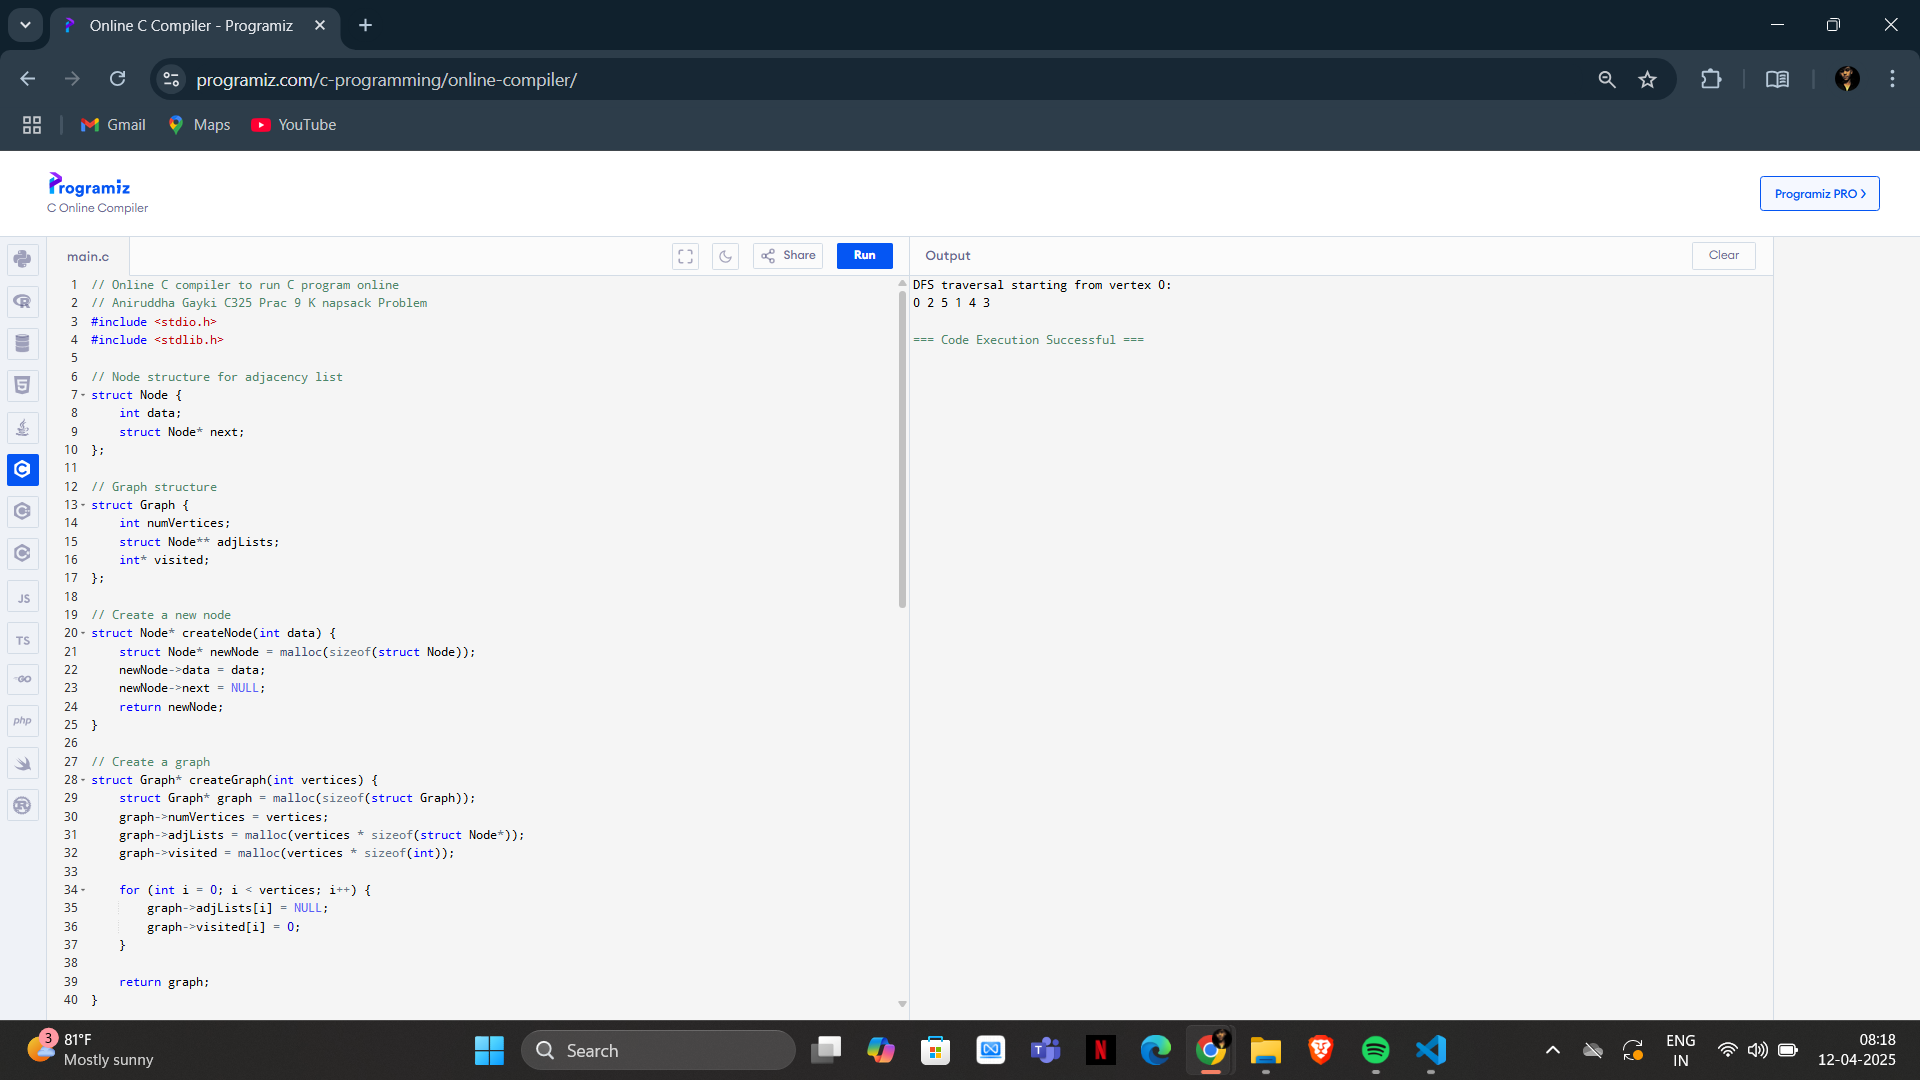 Online C Compiler - Programiz
programiz.com/c-programming/online-compiler/
Gmail
Maps
YouTube
Programiz
C Online Compiler
Programiz PRO >
main.c
Share
Run
Output
Clear
1 // Online C compiler to run C program online
2 // Aniruddha Gayki C325 Prac 9 K napsack Problem
3 #include <stdio.h>
4 #include <stdlib.h>
5
6 // Node structure for adjacency list
7 struct Node {
8     int data;
9     struct Node* next;
10 };
11
12 // Graph structure
13 struct Graph {
14     int numVertices;
15     struct Node** adjLists;
16     int* visited;
17 };
18
19 // Create a new node
20 struct Node* createNode(int data) {
21     struct Node* newNode = malloc(sizeof(struct Node));
22     newNode->data = data;
23     newNode->next = NULL;
24     return newNode;
25 }
26
27 // Create a graph
28 struct Graph* createGraph(int vertices) {
29     struct Graph* graph = malloc(sizeof(struct Graph));
30     graph->numVertices = vertices;
31     graph->adjLists = malloc(vertices * sizeof(struct Node*));
32     graph->visited = malloc(vertices * sizeof(int));
33
34     for (int i = 0; i < vertices; i++) {
35         graph->adjLists[i] = NULL;
36         graph->visited[i] = 0;
37     }
38
39     return graph;
40 }
DFS traversal starting from vertex 0:
0 2 5 1 4 3
=== Code Execution Successful ===
JS
TS
GO
php
3
81°F
Mostly sunny
Search
ENG
IN
08:18
12-04-2025